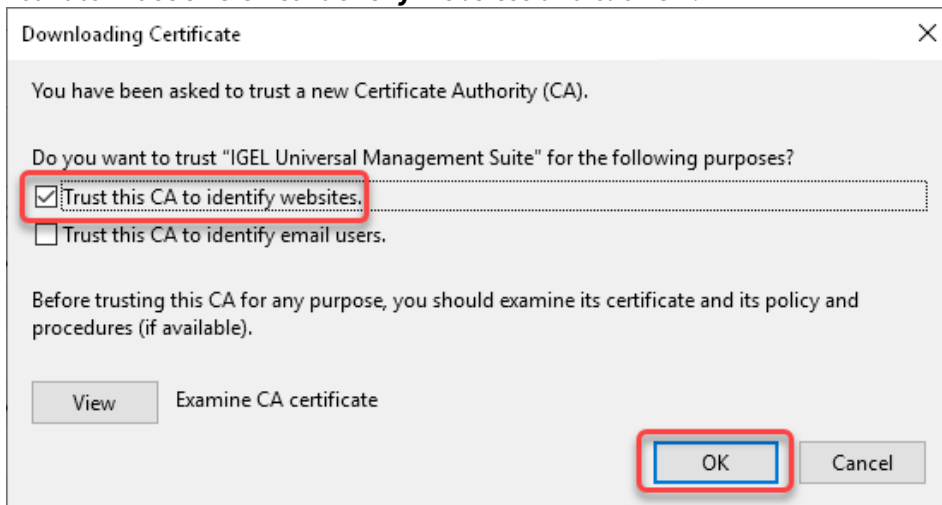 Downloading Certificate
You have been asked to trust a new Certificate Authority (CA).
Do you want to trust “IGEL Universal Management Suite” for the following purposes?
Trust this CA to identify websites.
Trust this CA to identify email users.
Before trusting this CA for any purpose, you should examine its certificate and its policy and
procedures (if available).
View Examine CA certificate
OK Cancel